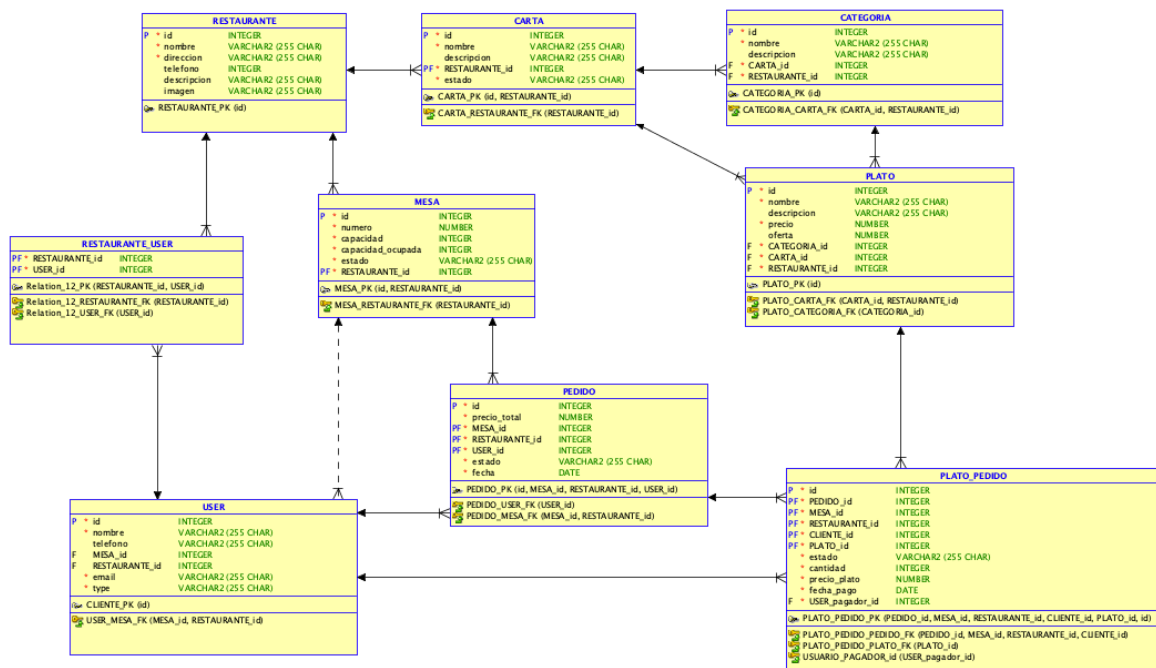 RESTAURANTE
P * id INTEGER
* nombre VARCHAR2 (255 CHAR)
* direccion VARCHAR2 (255 CHAR)
telefono INTEGER
descripcion VARCHAR2 (255 CHAR)
imagen VARCHAR2 (255 CHAR)
RESTAURANTE_PK (id)
CARTA
P * id INTEGER
* nombre VARCHAR2 (255 CHAR)
descripcion VARCHAR2 (255 CHAR)
PF * RESTAURANTE_id INTEGER
* estado VARCHAR2 (255 CHAR)
CARTA_PK (id, RESTAURANTE_id)
CARTA_RESTAURANTE_FK (RESTAURANTE_id)
CATEGORIA
P * id INTEGER
* nombre VARCHAR2 (255 CHAR)
descripcion VARCHAR2 (255 CHAR)
F * CARTA_id INTEGER
F * RESTAURANTE_id INTEGER
CATEGORIA_PK (id)
CATEGORIA_CARTA_FK (CARTA_id, RESTAURANTE_id)
MESA
P * id INTEGER
* numero NUMBER
* capacidad INTEGER
* capacidad_ocupada INTEGER
* estado VARCHAR2 (255 CHAR)
PF * RESTAURANTE_id INTEGER
MESA_PK (id, RESTAURANTE_id)
MESA_RESTAURANTE_FK (RESTAURANTE_id)
PLATO
P * id INTEGER
* nombre VARCHAR2 (255 CHAR)
descripcion VARCHAR2 (255 CHAR)
* precio NUMBER
oferta NUMBER
F * CATEGORIA_id INTEGER
F * CARTA_id INTEGER
F * RESTAURANTE_id INTEGER
PLATO_PK (id)
PLATO_CARTA_FK (CARTA_id, RESTAURANTE_id)
PLATO_CATEGORIA_FK (CATEGORIA_id)
RESTAURANTE_USER
PF * RESTAURANTE_id INTEGER
PF * USER_id INTEGER
Relation_12_PK (RESTAURANTE_id, USER_id)
Relation_12_RESTAURANTE_FK (RESTAURANTE_id)
Relation_12_USER_FK (USER_id)
PEDIDO
P * id INTEGER
* precio_total NUMBER
PF * MESA_id INTEGER
PF * RESTAURANTE_id INTEGER
PF * USER_id INTEGER
* estado VARCHAR2 (255 CHAR)
* fecha DATE
PEDIDO_PK (id, MESA_id, RESTAURANTE_id, USER_id)
PEDIDO_USER_FK (USER_id)
PEDIDO_MESA_FK (MESA_id, RESTAURANTE_id)
USER
P * id INTEGER
* nombre VARCHAR2 (255 CHAR)
telefono VARCHAR2 (255 CHAR)
F MESA_id INTEGER
F RESTAURANTE_id INTEGER
* email VARCHAR2 (255 CHAR)
* type VARCHAR2 (255 CHAR)
CLIENTE_PK (id)
USER_MESA_FK (MESA_id, RESTAURANTE_id)
PLATO_PEDIDO
P * id INTEGER
PF * PEDIDO_id INTEGER
PF * MESA_id INTEGER
PF * RESTAURANTE_id INTEGER
PF * CLIENTE_id INTEGER
PF * PLATO_id INTEGER
* estado VARCHAR2 (255 CHAR)
* cantidad INTEGER
* precio_plato NUMBER
* fecha_pago DATE
F * USER_pagador_id INTEGER
PLATO_PEDIDO_PK (PEDIDO_id, MESA_id, RESTAURANTE_id, CLIENTE_id, PLATO_id, id)
PLATO_PEDIDO_PEDIDO_FK (PEDIDO_id, MESA_id, RESTAURANTE_id, CLIENTE_id)
PLATO_PEDIDO_PLATO_FK (PLATO_id)
USUARIO_PAGADOR_id (USER_pagador_id)